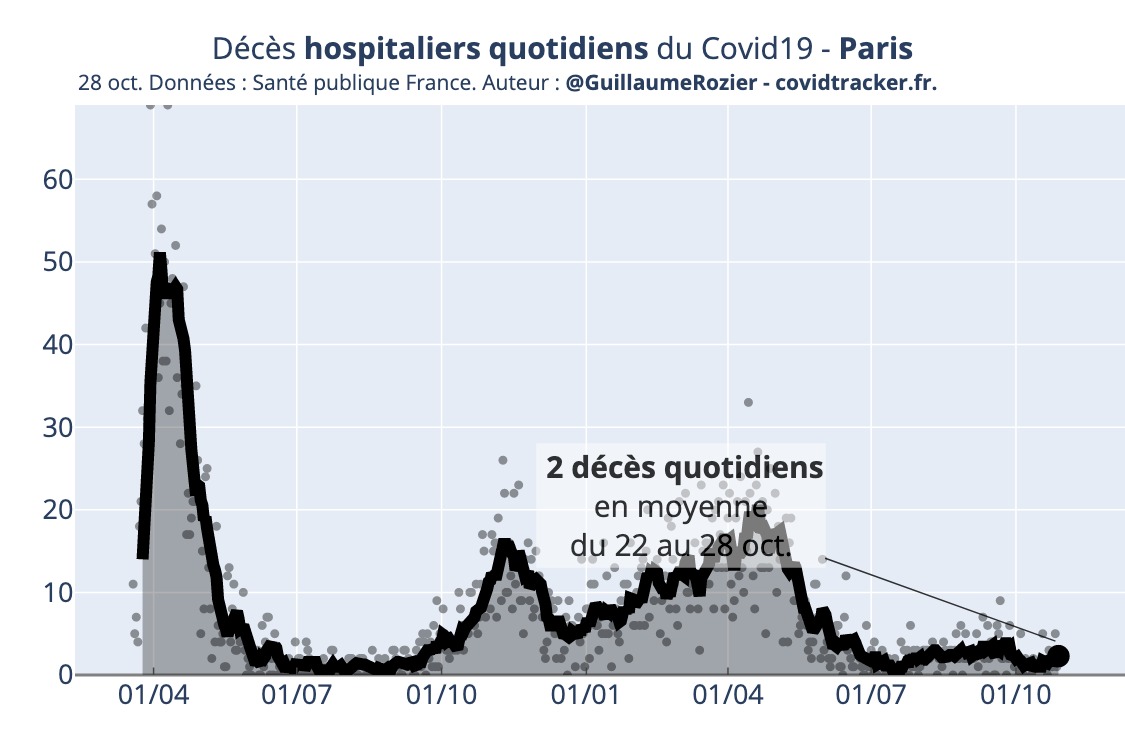 Décès hospitaliers quotidiens du Covid19 - Paris
28 oct. Données : Santé publique France. Auteur : @GuillaumeRozier - covidtracker.fr.
60
50
40
30
20
10
0
2 décès quotidiens
en moyenne
du 22 au 28 oct.
01/04 01/07 01/10 01/01 01/04 01/07 01/10